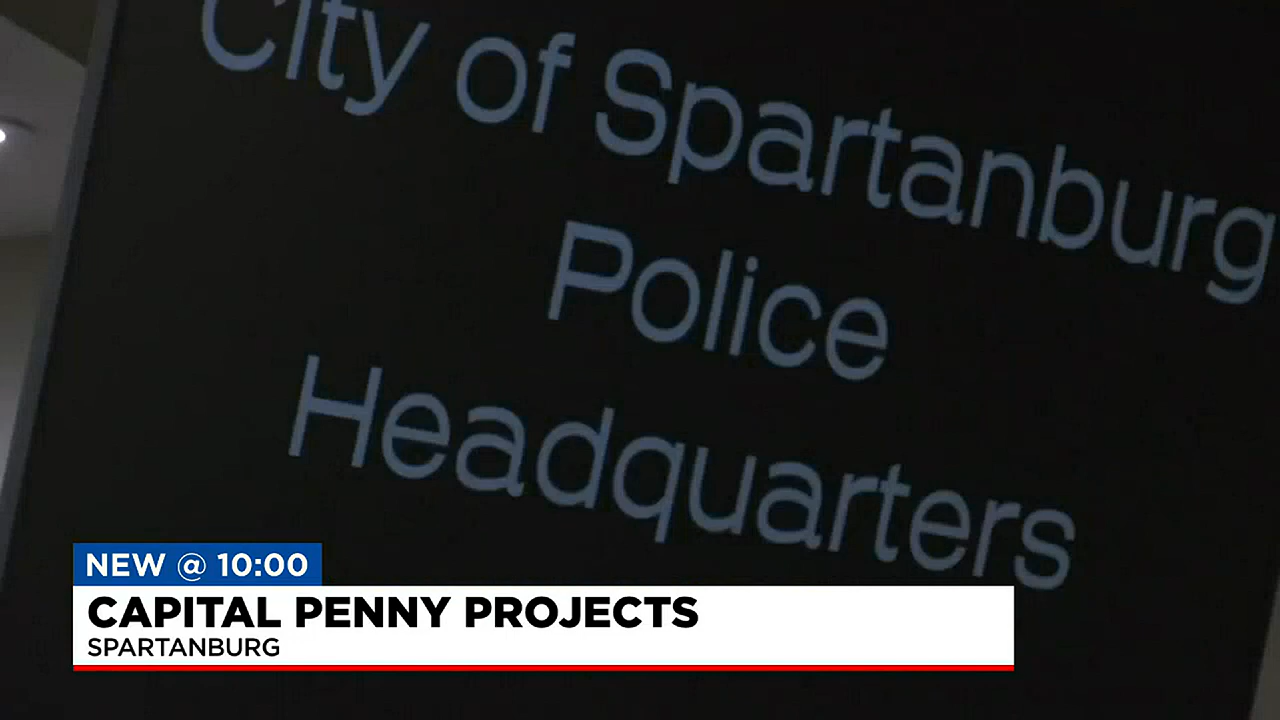 City of Spartanburg
Police
Headquarters
NEW @ 10:00
CAPITAL PENNY PROJECTS
SPARTANBURG